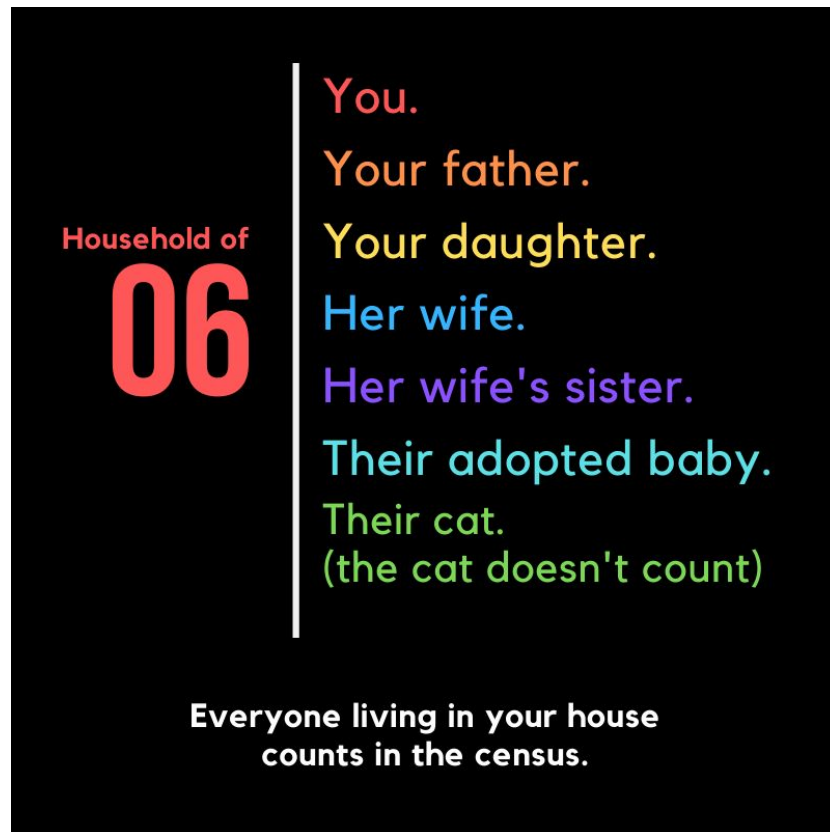 Household of
06
You.
Your father.
Your daughter.
Her wife.
Her wife's sister.
Their adopted baby.
Their cat.
(the cat doesn't count)
Everyone living in your house
counts in the census.